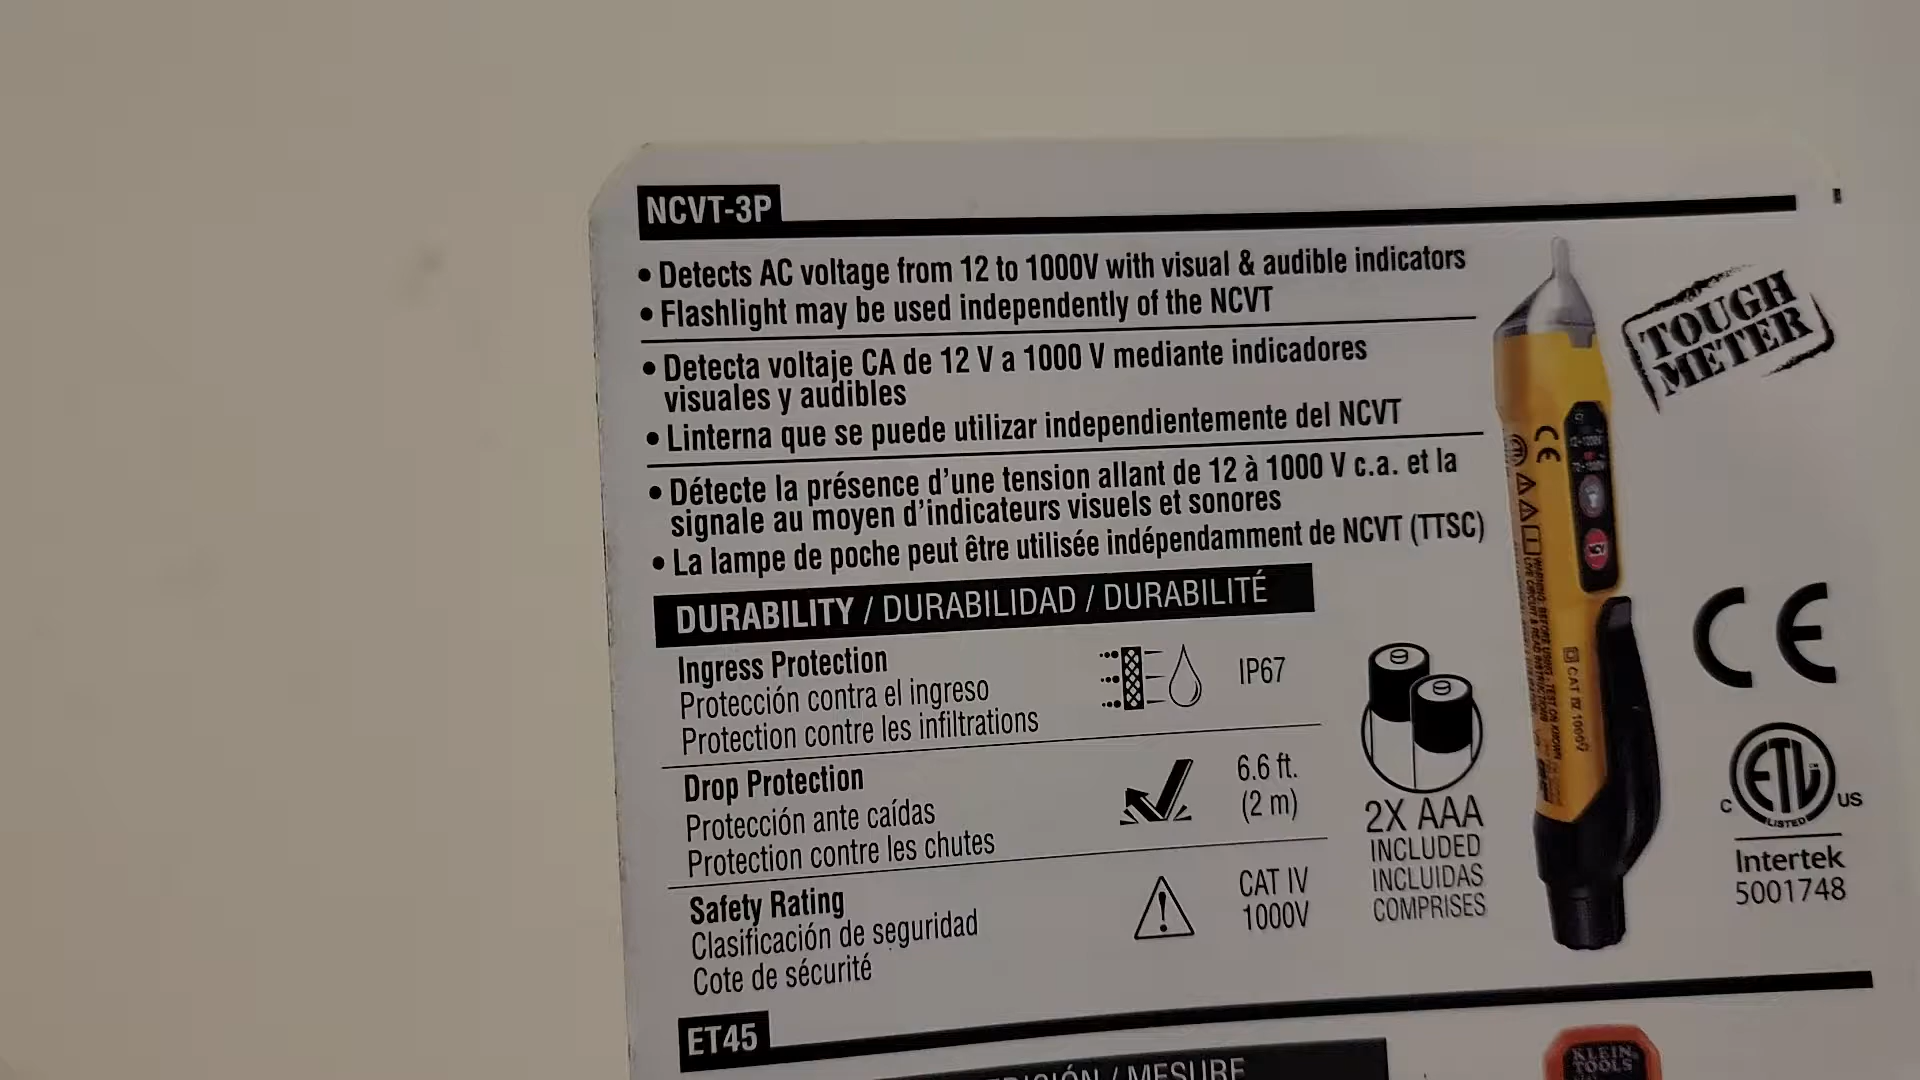 NCVT-3P
• Detects AC voltage from 12 to 1000V with visual & audible indicators
• Flashlight may be used independently of the NCVT
• Detecta voltaje CA de 12 V a 1000 V mediante indicadores
visuales y audibles
• Linterna que se puede utilizar independientemente del NCVT
• Détecte la présence d'une tension allant de 12 à 1000 V c.a. et la
signale au moyen d'indicateurs visuels et sonores
• La lampe de poche peut être utilisée indépendamment de NCVT (TTSC)
TOUGH
METER
DURABILITY / DURABILIDAD / DURABILITÉ
Ingress Protection
Protección contra el ingreso
Protection contre les infiltrations
IP67
Drop Protection
Protección ante caídas
Protection contre les chutes
6.6 ft.
(2 m)
Safety Rating
Clasificación de seguridad
Cote de sécurité
CAT IV
1000V
2X AAA
INCLUDED
INCLUIDAS
COMPRISES
CE
CAT IV 1000V
CE
C ETL US
LISTED
Intertek
5001748
ET45
/ MESURE
KLEIN
TOOLS